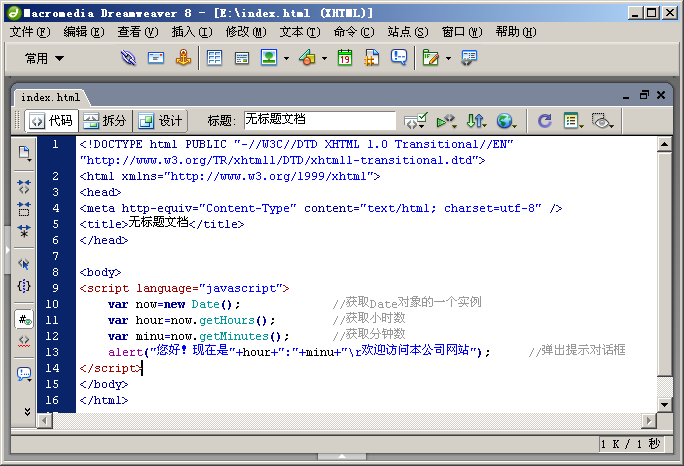 Macromedia Dreamweaver 8 - [E:\index.html (XHTML)]
文件(F) 编辑(E) 查看(V) 插入(I) 修改(M) 文本(T) 命令(C) 站点(S) 窗口(W) 帮助(H)
常用
19
index.html
代码 拆分 设计 标题: 无标题文档
1 <!DOCTYPE html PUBLIC "-//W3C//DTD XHTML 1.0 Transitional//EN"
"http://www.w3.org/TR/xhtml1/DTD/xhtml1-transitional.dtd">
2 <html xmlns="http://www.w3.org/1999/xhtml">
3 <head>
4 <meta http-equiv="Content-Type" content="text/html; charset=utf-8" />
5 <title>无标题文档</title>
6 </head>
7
8 <body>
9 <script language="javascript">
10 var now=new Date(); //获取Date对象的一个实例
11 var hour=now.getHours(); //获取小时数
12 var minu=now.getMinutes(); //获取分钟数
13 alert("您好！现在是"+hour+":"+minu+"\r欢迎访问本公司网站"); //弹出提示对话框
14 </script>
15 </body>
16 </html>
1 K / 1 秒